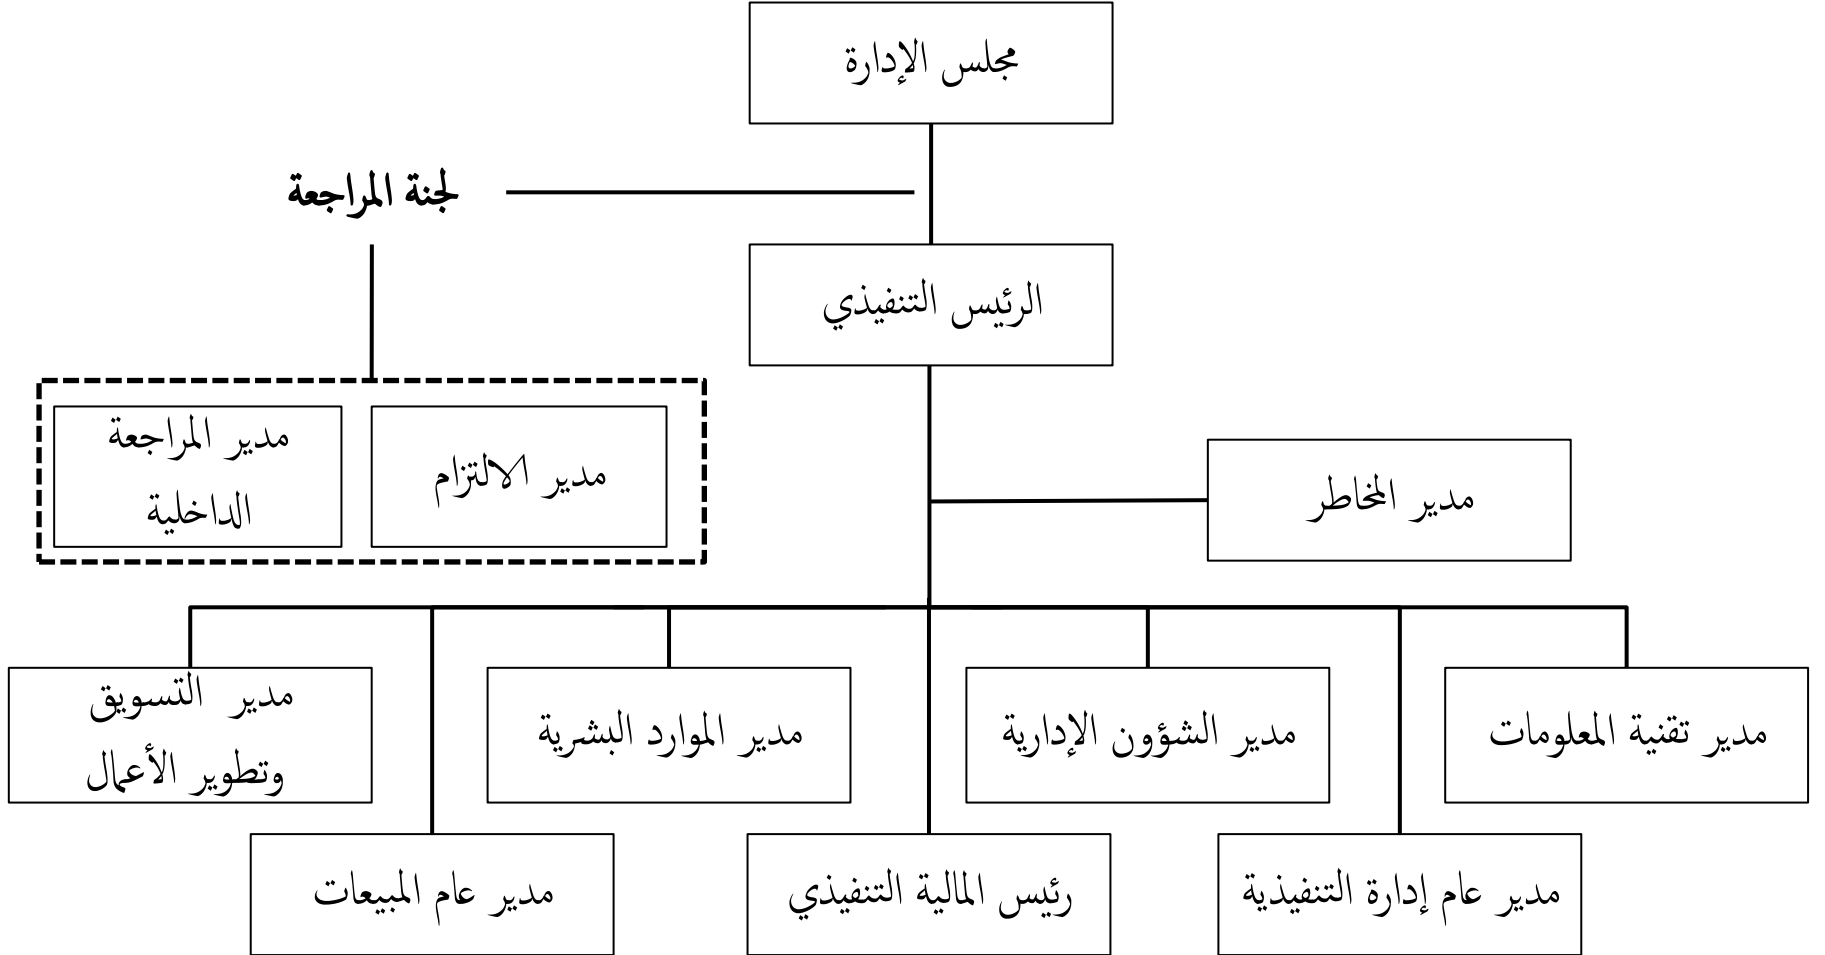 مجلس الإدارة
لجنة المراجعة
الرئيس التنفيذي
مدير المخاطر
مدير الالتزام
مدير المراجعة
الداخلية
مدير تقنية المعلومات
مدير الشؤون الإدارية
مدير الموارد البشرية
مدير التسويق
وتطوير الأعمال
مدير عام إدارة التنفيذية
رئيس المالية التنفيذي
مدير عام المبيعات